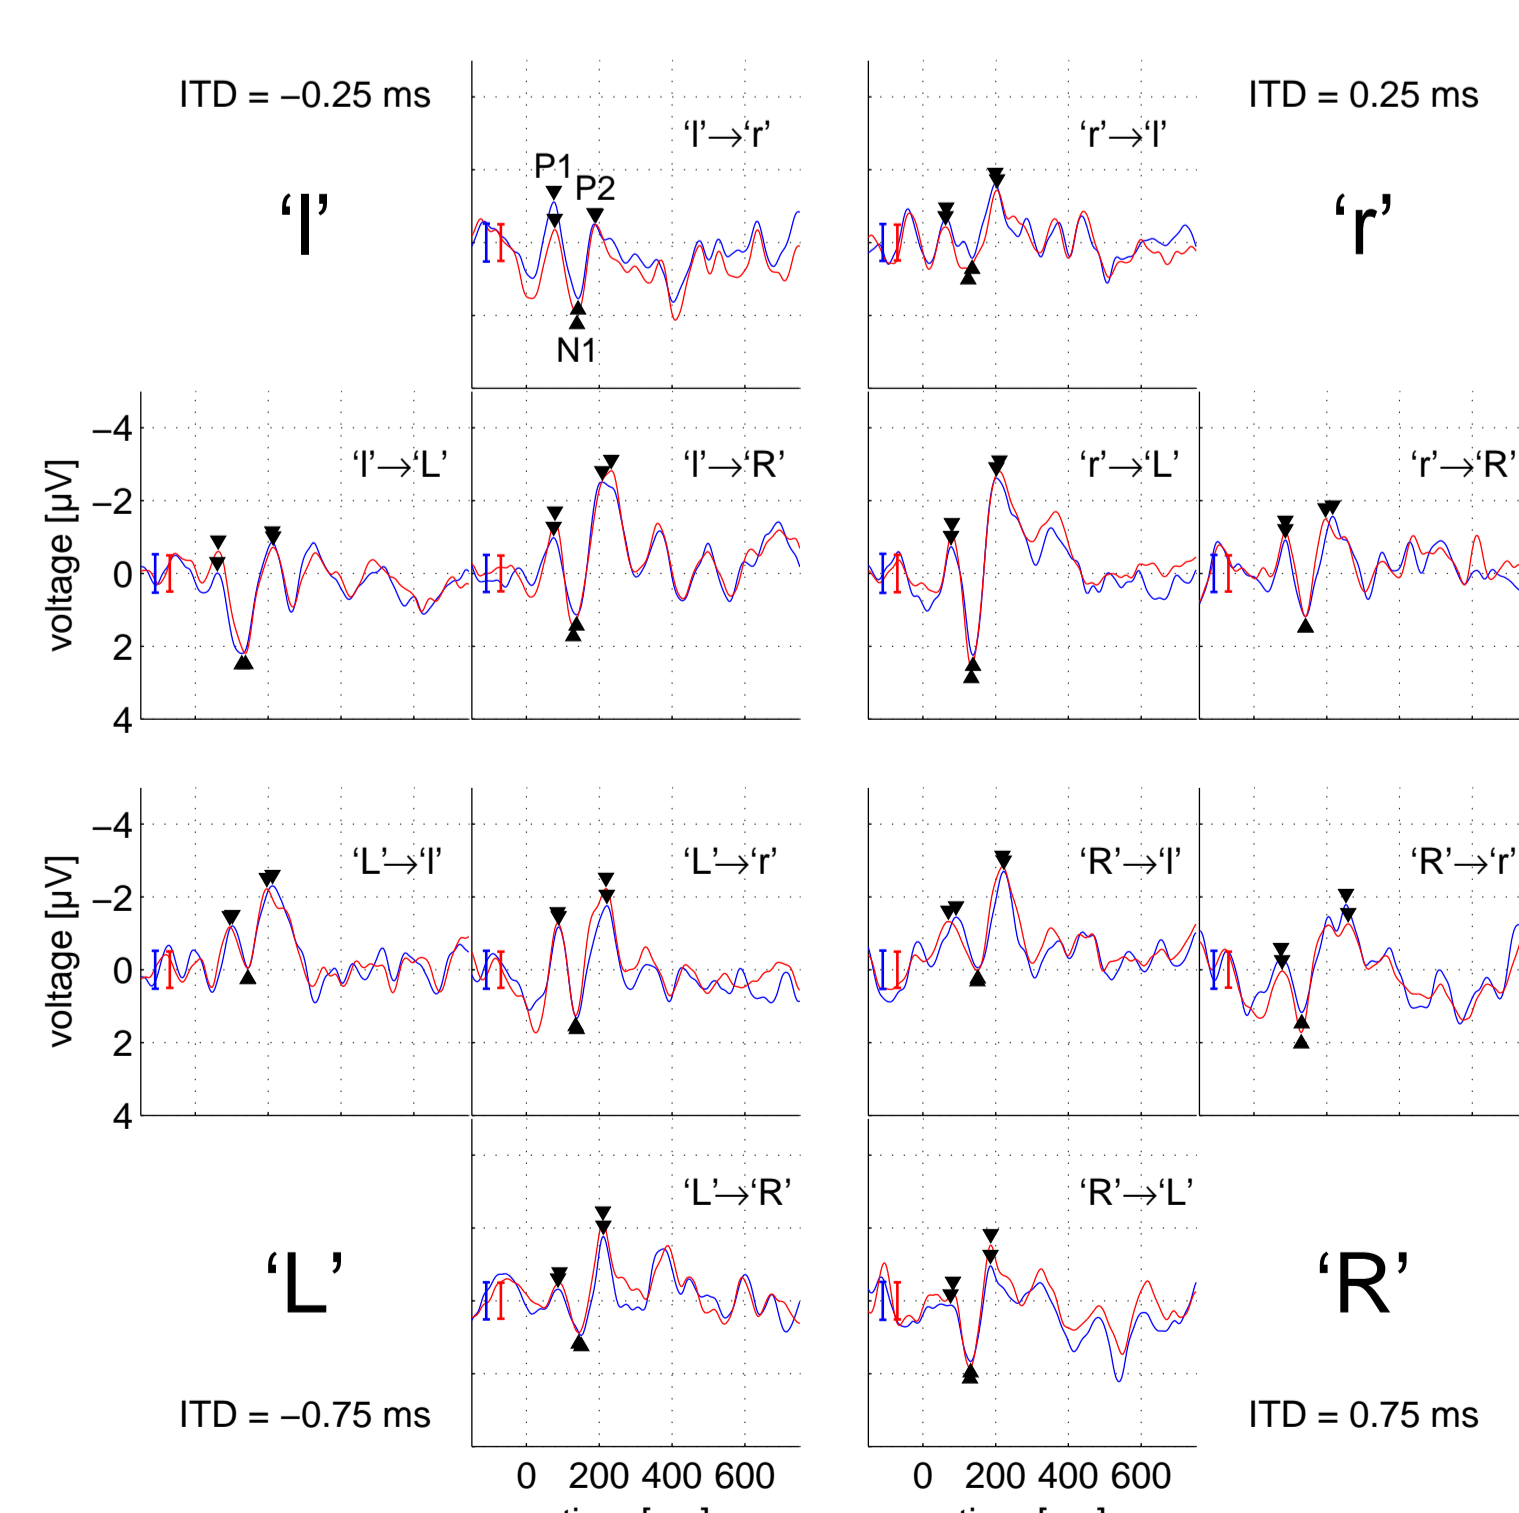 ITD = −0.25 ms
‘l’→‘r’
‘r’→‘l’
ITD = 0.25 ms
‘l’
P1
P2
N1
‘r’
voltage [µV]
−4
−2
0
2
4
‘l’→‘L’
‘l’→‘R’
‘r’→‘L’
‘r’→‘R’
voltage [µV]
−4
−2
0
2
4
‘L’→‘l’
‘L’→‘r’
‘R’→‘l’
‘R’→‘r’
‘L’
‘L’→‘R’
‘R’→‘L’
‘R’
ITD = −0.75 ms
ITD = 0.75 ms
0 200 400 600
0 200 400 600